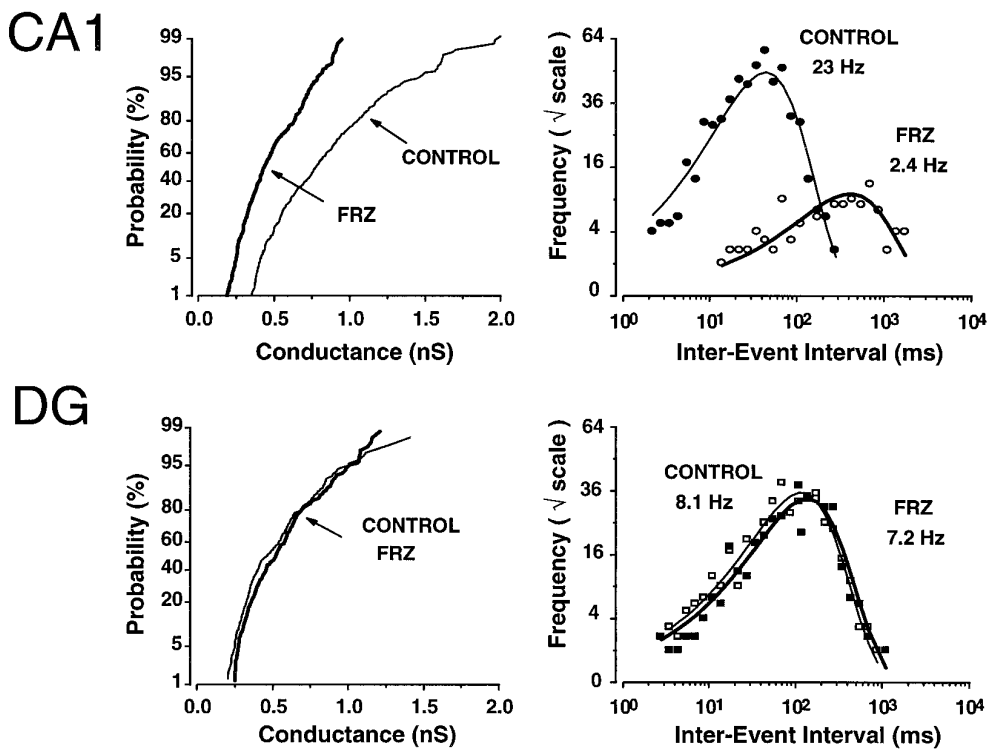 CA1
Probability (%)
99
95
80
60
40
20
5
1
CONTROL
FRZ
0.0 0.5 1.0 1.5 2.0
Conductance (nS)
Frequency ( √ scale )
64
36
16
4
0
CONTROL
23 Hz
FRZ
2.4 Hz
10⁰ 10¹ 10² 10³ 10⁴
Inter-Event Interval (ms)
DG
Probability (%)
99
95
80
60
40
20
5
1
CONTROL
FRZ
0.0 0.5 1.0 1.5 2.0
Conductance (nS)
Frequency ( √ scale )
64
36
16
4
0
CONTROL
8.1 Hz
FRZ
7.2 Hz
10⁰ 10¹ 10² 10³ 10⁴
Inter-Event Interval (ms)